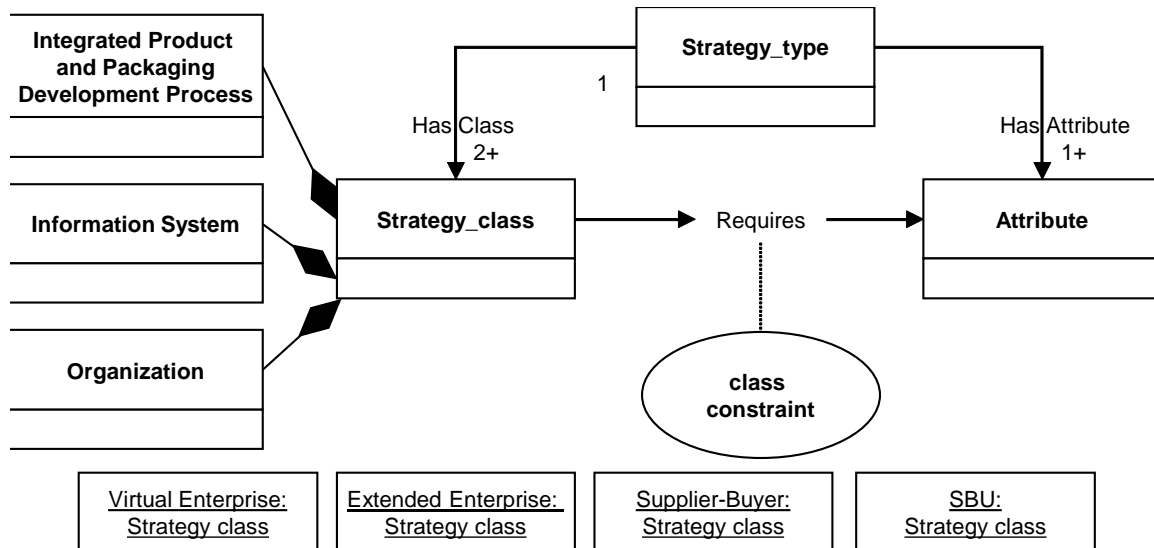 Integrated Product
and Packaging
Development Process
Strategy_type
1
Has Class
2+
Has Attribute
1+
Information System
Strategy_class
Requires
Attribute
Organization
class
constraint
Virtual Enterprise:
Strategy class
Extended Enterprise:
Strategy class
Supplier-Buyer:
Strategy class
SBU:
Strategy class